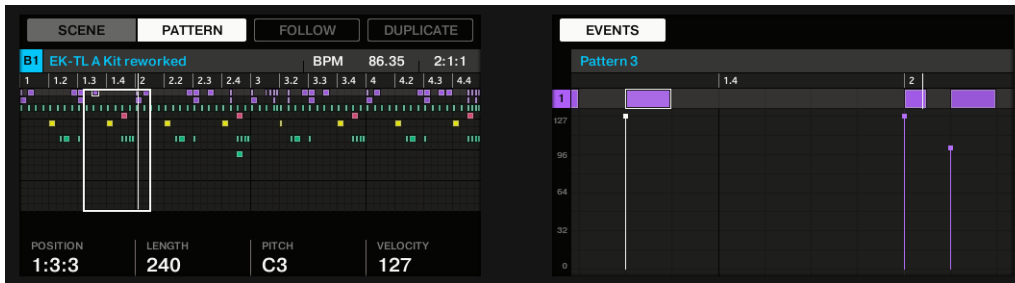 SCENE PATTERN FOLLOW DUPLICATE
B1 EK-TL A Kit reworked BPM 86.35 2:1:1
1 1.2 1.3 1.4 2 2.2 2.3 2.4 3 3.2 3.3 3.4 4 4.2 4.3 4.4
POSITION LENGTH PITCH VELOCITY
1:3:3 240 C3 127
EVENTS
Pattern 3
1.4 2
1
127
96
64
32
0